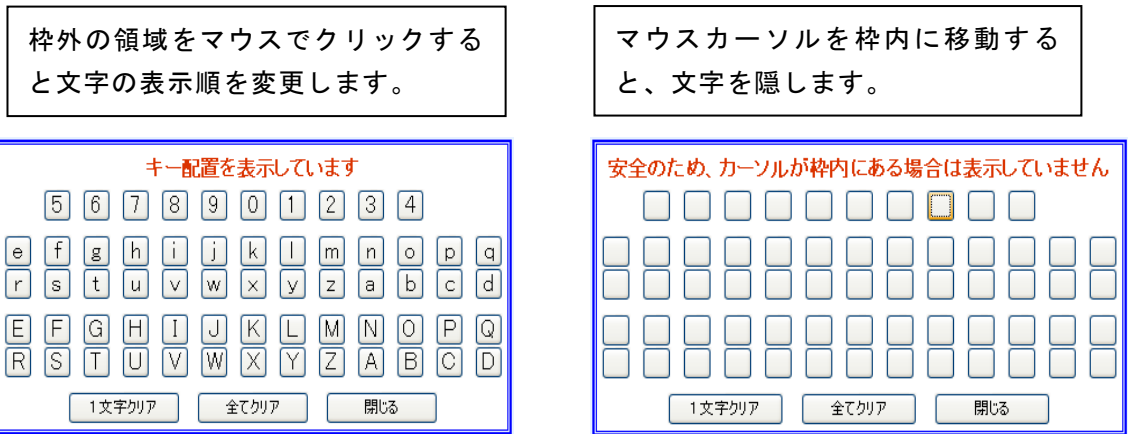 枠外の領域をマウスでクリックする
と文字の表示順を変更します。
マウスカーソルを枠内に移動する
と、文字を隠します。
キー配置を表示しています
5 6 7 8 9 0 1 2 3 4
e f g h i j k l m n o p q
r s t u v w x y z a b c d
E F G H I J K L M N O P Q
R S T U V W X Y Z A B C D
1文字クリア 全てクリア 閉じる
安全のため、カーソルが枠内にある場合は表示していません
1文字クリア 全てクリア 閉じる